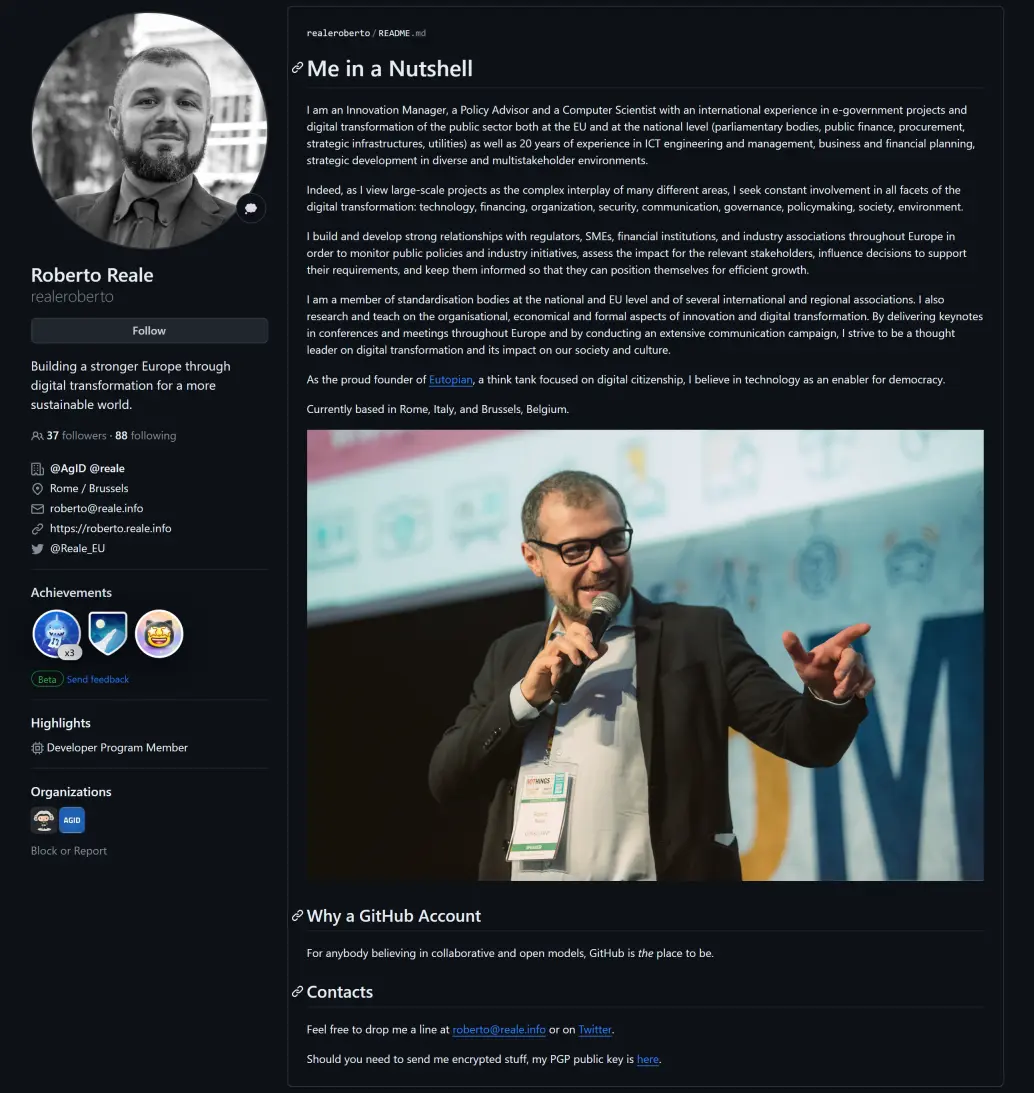 Roberto Reale
realeroberto
Follow
Building a stronger Europe through
digital transformation for a more
sustainable world.
37 followers · 88 following
@AgID @reale
Rome / Brussels
roberto@reale.info
https://roberto.reale.info
@Reale_EU
Achievements
x3
Beta Send feedback
Highlights
Developer Program Member
Organizations
AGID
Block or Report
realeroberto / README.md
Me in a Nutshell
I am an Innovation Manager, a Policy Advisor and a Computer Scientist with an international experience in e-government projects and
digital transformation of the public sector both at the EU and at the national level (parliamentary bodies, public finance, procurement,
strategic infrastructures, utilities) as well as 20 years of experience in ICT engineering and management, business and financial planning,
strategic development in diverse and multistakeholder environments.
Indeed, as I view large-scale projects as the complex interplay of many different areas, I seek constant involvement in all facets of the
digital transformation: technology, financing, organization, security, communication, governance, policymaking, society, environment.
I build and develop strong relationships with regulators, SMEs, financial institutions, and industry associations throughout Europe in
order to monitor public policies and industry initiatives, assess the impact for the relevant stakeholders, influence decisions to support
their requirements, and keep them informed so that they can position themselves for efficient growth.
I am a member of standardisation bodies at the national and EU level and of several international and regional associations. I also
research and teach on the organisational, economical and formal aspects of innovation and digital transformation. By delivering keynotes
in conferences and meetings throughout Europe and by conducting an extensive communication campaign, I strive to be a thought
leader on digital transformation and its impact on our society and culture.
As the proud founder of Eutopian, a think tank focused on digital citizenship, I believe in technology as an enabler for democracy.
Currently based in Rome, Italy, and Brussels, Belgium.
Why a GitHub Account
For anybody believing in collaborative and open models, GitHub is the place to be.
Contacts
Feel free to drop me a line at roberto@reale.info or on Twitter.
Should you need to send me encrypted stuff, my PGP public key is here.